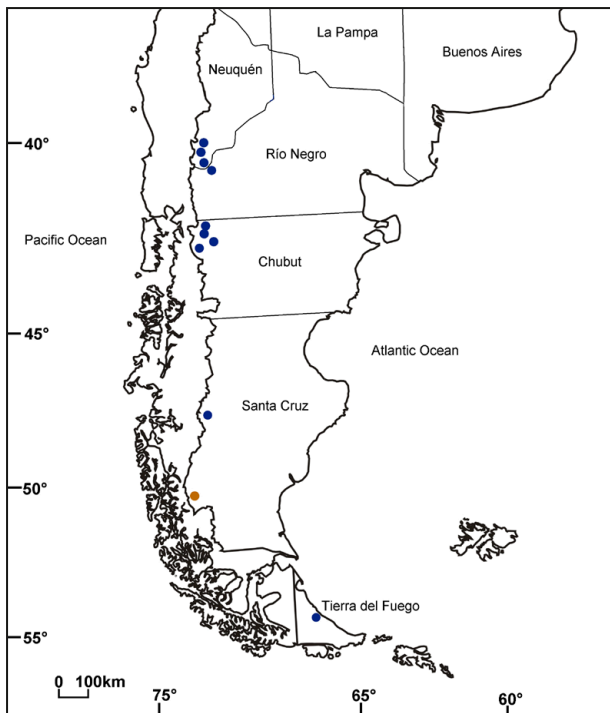 La Pampa
Buenos Aires
Neuquén
40°
Río Negro
Pacific Ocean
Chubut
45°
Atlantic Ocean
Santa Cruz
50°
Tierra del Fuego
55°
0 100km
75°
65°
60°